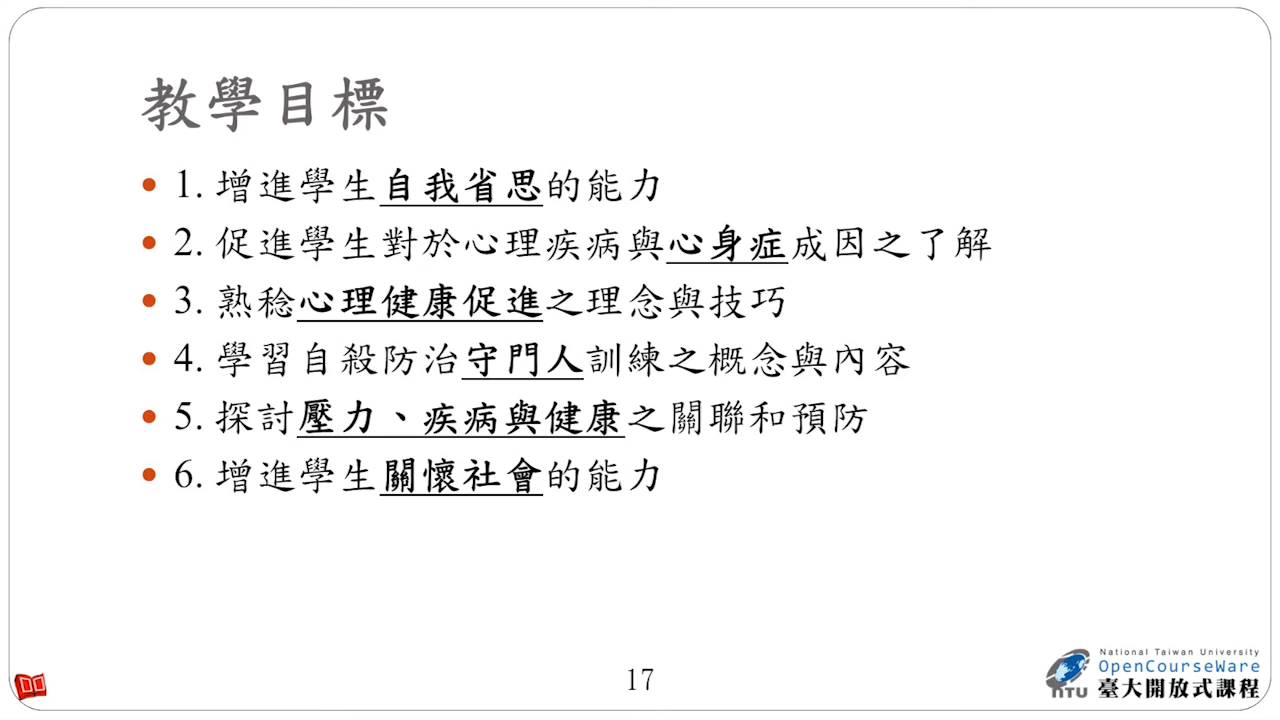 教學目標
• 1. 增進學生自我省思的能力
• 2. 促進學生對於心理疾病與心身症成因之了解
• 3. 熟稔心理健康促進之理念與技巧
• 4. 學習自殺防治守門人訓練之概念與內容
• 5. 探討壓力、疾病與健康之關聯和預防
• 6. 增進學生關懷社會的能力
17
National Taiwan University
OpenCourseWare
NTU 臺大開放式課程